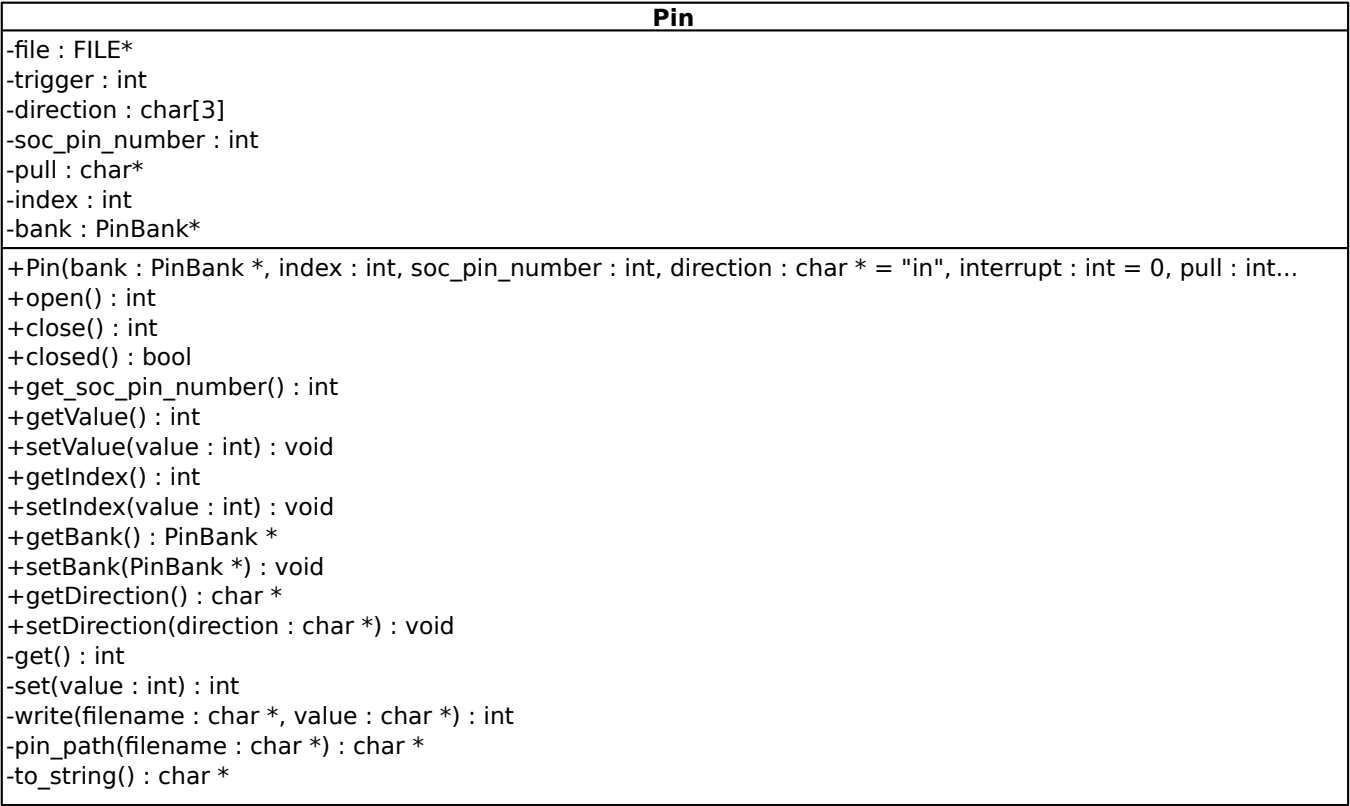 Pin
-file : FILE*
-trigger : int
-direction : char[3]
-soc_pin_number : int
-pull : char*
-index : int
-bank : PinBank*
+Pin(bank : PinBank *, index : int, soc_pin_number : int, direction : char * = "in", interrupt : int = 0, pull : int...
+open() : int
+close() : int
+closed() : bool
+get_soc_pin_number() : int
+getValue() : int
+setValue(value : int) : void
+getIndex() : int
+setIndex(value : int) : void
+getBank() : PinBank *
+setBank(PinBank *) : void
+getDirection() : char *
+setDirection(direction : char *) : void
-get() : int
-set(value : int) : int
-write(filename : char *, value : char *) : int
-pin_path(filename : char *) : char *
-to_string() : char *